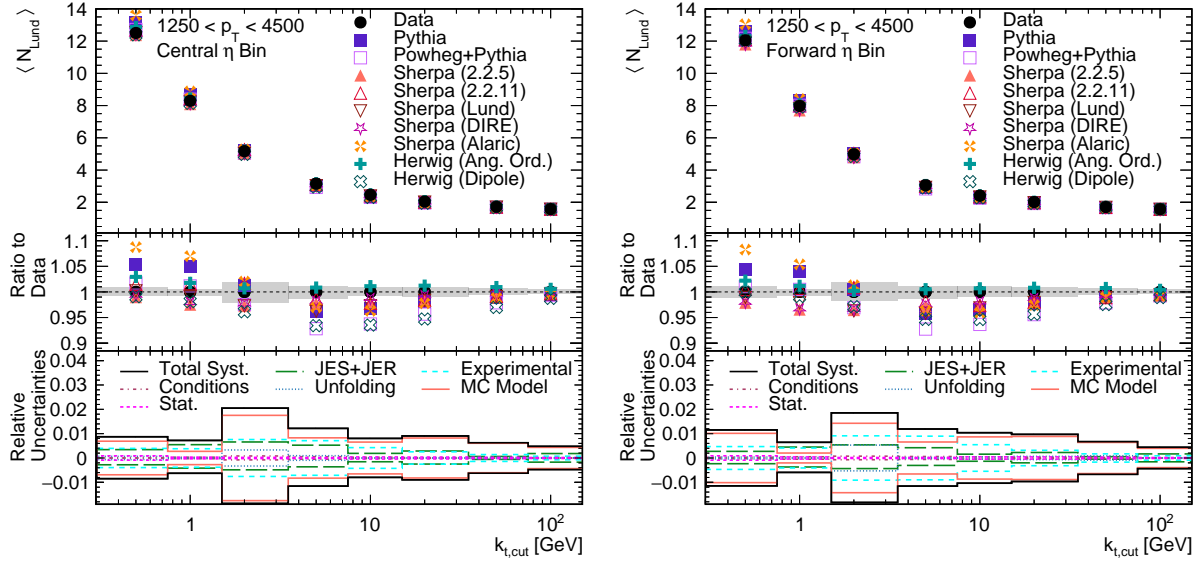 ⟨ N_Lund ⟩
14
12
10
8
6
4
2
1250 < p_T < 4500
Central η Bin
Data
Pythia
Powheg+Pythia
Sherpa (2.2.5)
Sherpa (2.2.11)
Sherpa (Lund)
Sherpa (DIRE)
Sherpa (Alaric)
Herwig (Ang. Ord.)
Herwig (Dipole)
Ratio to
Data
1.1
1.05
1
0.95
0.9
Relative
Uncertainties
0.04
0.03
0.02
0.01
0
−0.01
Total Syst.
JES+JER
Experimental
Conditions
Unfolding
MC Model
Stat.
1
10
10²
k_t,cut [GeV]
⟨ N_Lund ⟩
14
12
10
8
6
4
2
1250 < p_T < 4500
Forward η Bin
Data
Pythia
Powheg+Pythia
Sherpa (2.2.5)
Sherpa (2.2.11)
Sherpa (Lund)
Sherpa (DIRE)
Sherpa (Alaric)
Herwig (Ang. Ord.)
Herwig (Dipole)
Ratio to
Data
1.1
1.05
1
0.95
0.9
Relative
Uncertainties
0.04
0.03
0.02
0.01
0
−0.01
Total Syst.
JES+JER
Experimental
Conditions
Unfolding
MC Model
Stat.
1
10
10²
k_t,cut [GeV]